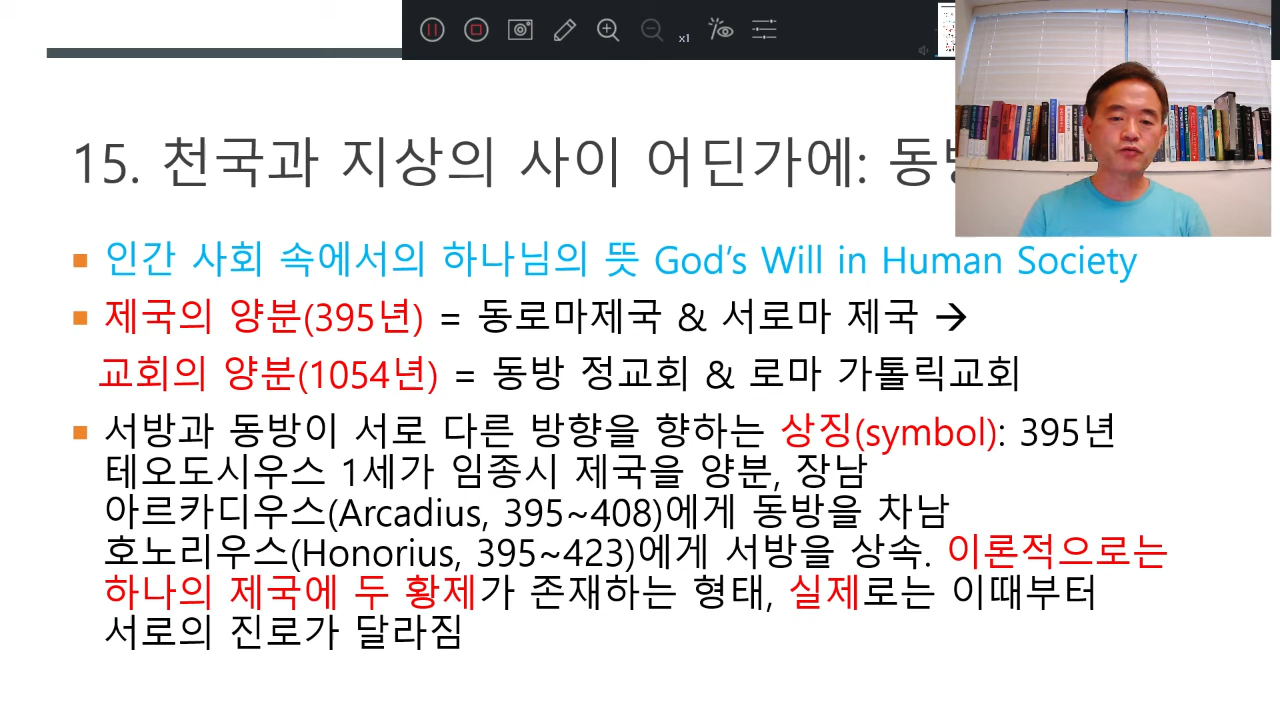 x1
15. 천국과 지상의 사이 어딘가에:
인간 사회 속에서의 하나님의 뜻 God's Will in Human Society
제국의 양분(395년) = 동로마제국 & 서로마 제국 →
교회의 양분(1054년) = 동방 정교회 & 로마 가톨릭교회
서방과 동방이 서로 다른 방향을 향하는 상징(symbol): 395년
테오도시우스 1세가 임종시 제국을 양분, 장남
아르카디우스(Arcadius, 395~408)에게 동방을 차남
호노리우스(Honorius, 395~423)에게 서방을 상속. 이론적으로는
하나의 제국에 두 황제가 존재하는 형태, 실제로는 이때부터
서로의 진로가 달라짐